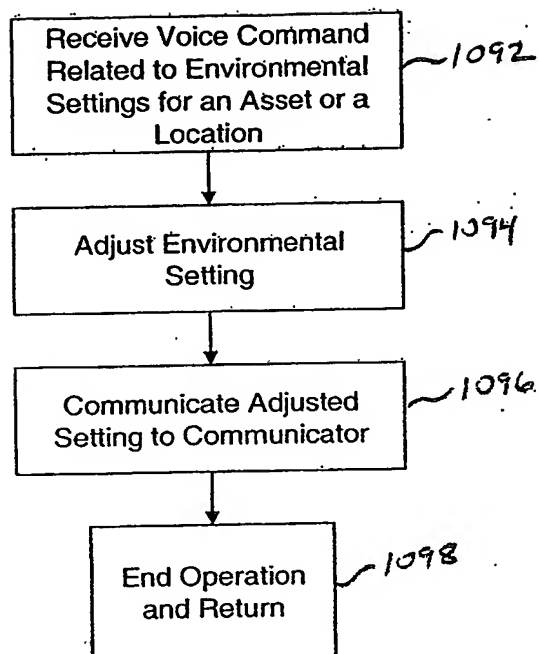 Receive Voice Command
Related to Environmental
Settings for an Asset or a
Location
1092
Adjust Environmental
Setting
1094
Communicate Adjusted
Setting to Communicator
1096
End Operation
and Return
1098